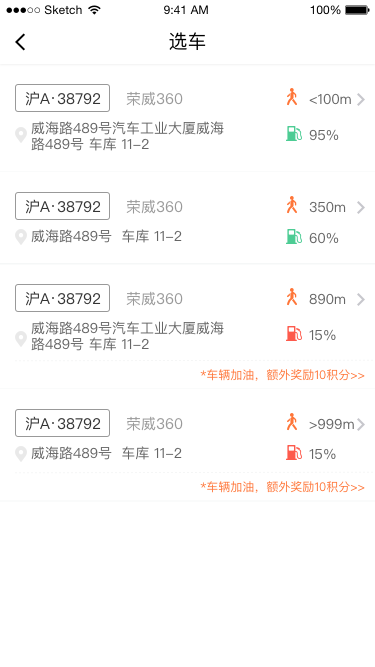 Sketch 9:41 AM 100%
选车
沪A·38792 荣威360 <100m
威海路489号汽车工业大厦威海 95%
路489号 车库 11-2
沪A·38792 荣威360 350m
威海路489号 车库 11-2 60%
沪A·38792 荣威360 890m
威海路489号汽车工业大厦威海 15%
路489号 车库 11-2
*车辆加油，额外奖励10积分>>
沪A·38792 荣威360 >999m
威海路489号 车库 11-2 15%
*车辆加油，额外奖励10积分>>